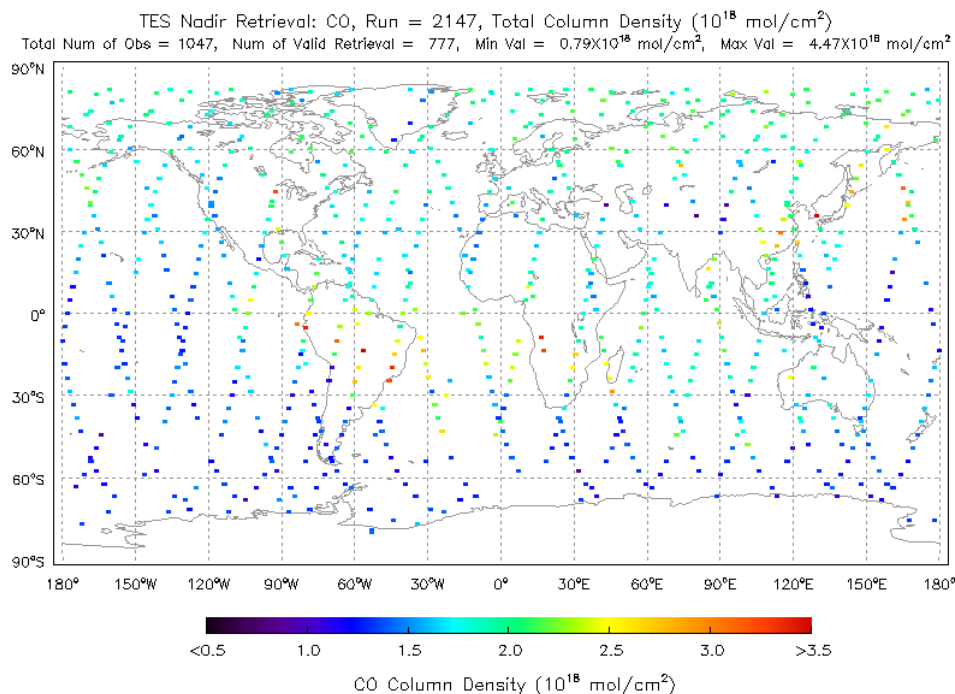 TES Nadir Retrieval: CO, Run = 2147, Total Column Density (10¹⁸ mol/cm²)
Total Num of Obs = 1047, Num of Valid Retrieval = 777, Min Val = 0.79X10¹⁸ mol/cm², Max Val = 4.47X10¹⁸ mol/cm²
90°N
60°N
30°N
0°
30°S
60°S
90°S
180° 150°W 120°W 90°W 60°W 30°W 0° 30°E 60°E 90°E 120°E 150°E 180°
<0.5 1.0 1.5 2.0 2.5 3.0 >3.5
CO Column Density (10¹⁸ mol/cm²)